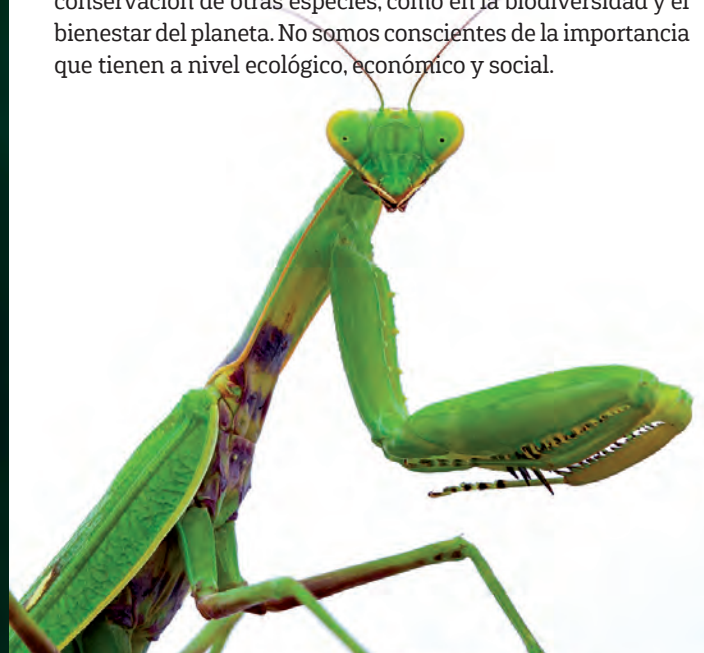 conservación de otras especies, como en la biodiversidad y el
bienestar del planeta. No somos conscientes de la importancia
que tienen a nivel ecológico, económico y social.